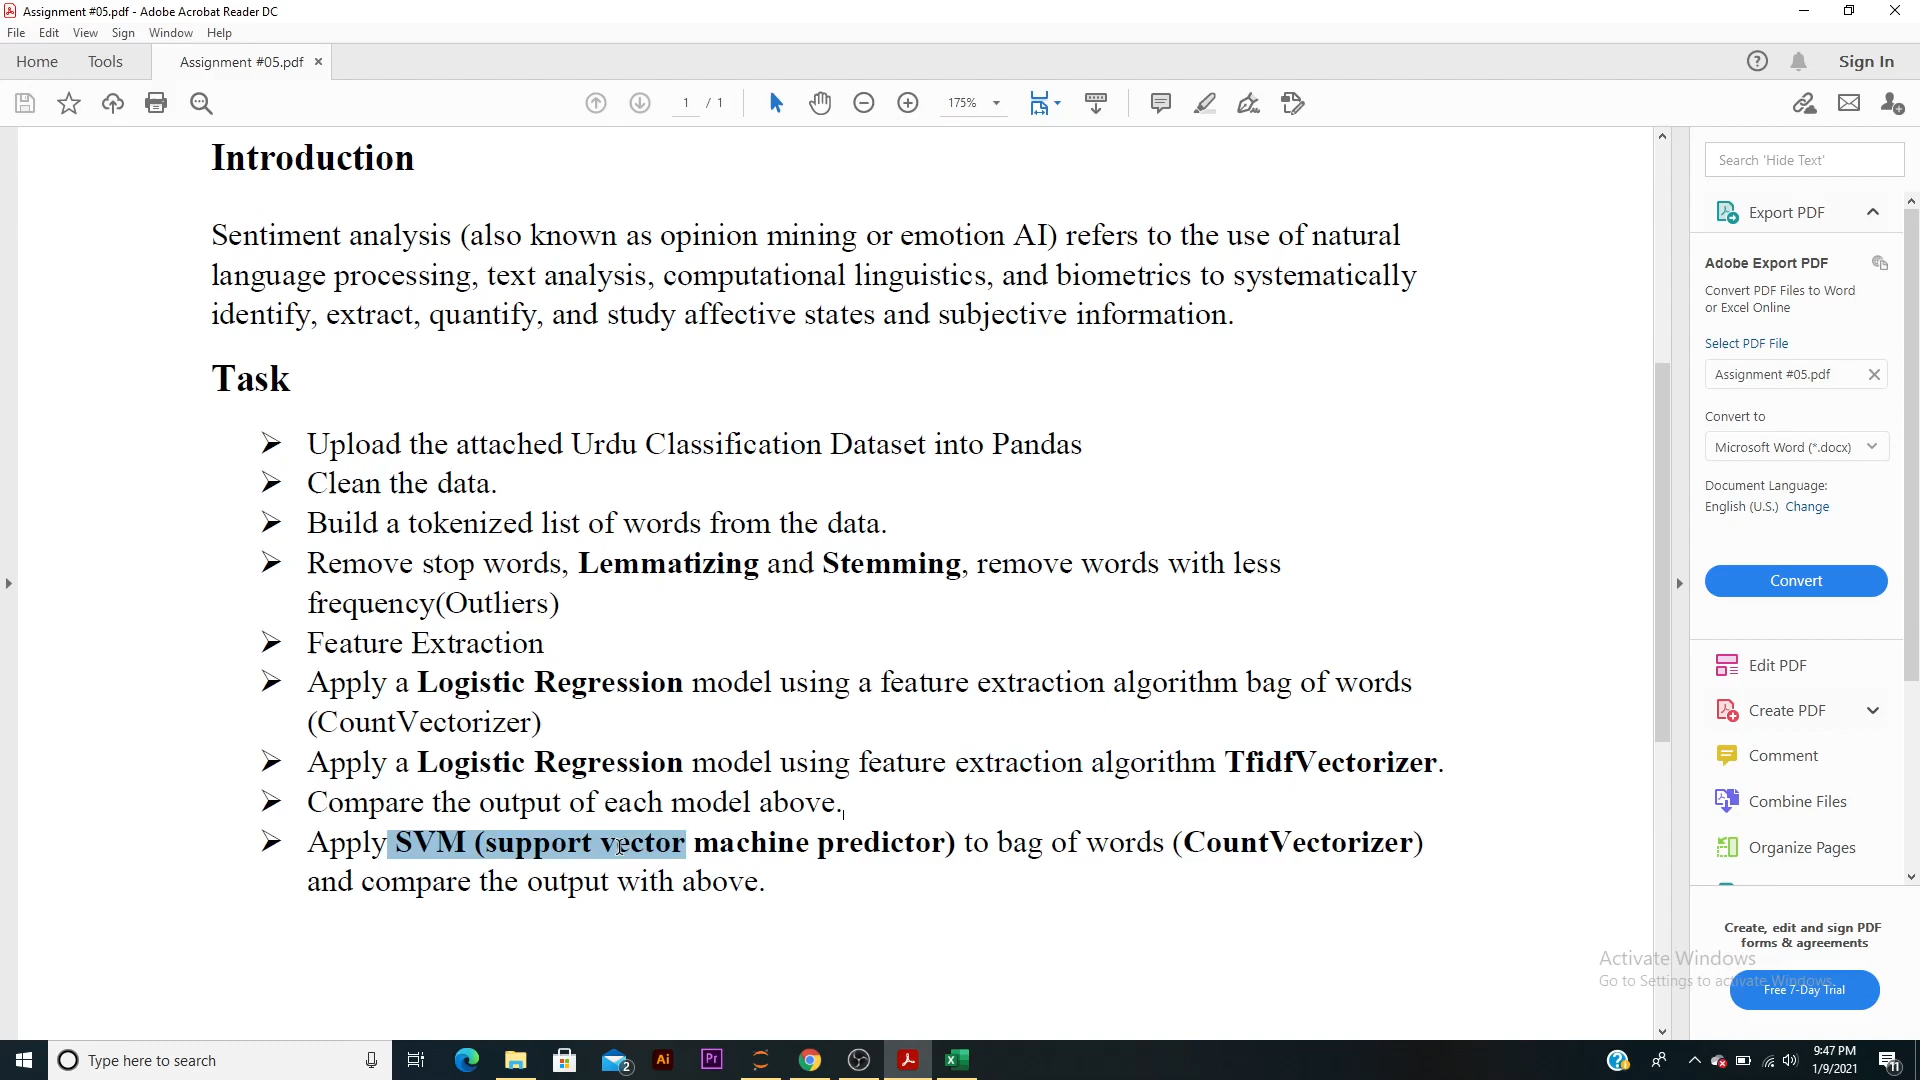 Assignment #05.pdf - Adobe Acrobat Reader DC
File Edit View Sign Window Help
Home Tools Assignment #05.pdf × Sign In
1 / 1 175%
Introduction
Sentiment analysis (also known as opinion mining or emotion AI) refers to the use of natural
language processing, text analysis, computational linguistics, and biometrics to systematically
identify, extract, quantify, and study affective states and subjective information.
Task
➢ Upload the attached Urdu Classification Dataset into Pandas
➢ Clean the data.
➢ Build a tokenized list of words from the data.
➢ Remove stop words, Lemmatizing and Stemming, remove words with less
frequency(Outliers)
➢ Feature Extraction
➢ Apply a Logistic Regression model using a feature extraction algorithm bag of words
(CountVectorizer)
➢ Apply a Logistic Regression model using feature extraction algorithm TfidfVectorizer.
➢ Compare the output of each model above.
➢ Apply SVM (support vector machine predictor) to bag of words (CountVectorizer)
and compare the output with above.
Search 'Hide Text'
Export PDF
Adobe Export PDF
Convert PDF Files to Word
or Excel Online
Select PDF File
Assignment #05.pdf
Convert to
Microsoft Word (*.docx)
Document Language:
English (U.S.) Change
Convert
Edit PDF
Create PDF
Comment
Combine Files
Organize Pages
Create, edit and sign PDF
forms & agreements
Free 7-Day Trial
Activate Windows
Go to Settings to activate Windows.
Type here to search
2
Ai
Pr
9:47 PM
1/9/2021
11